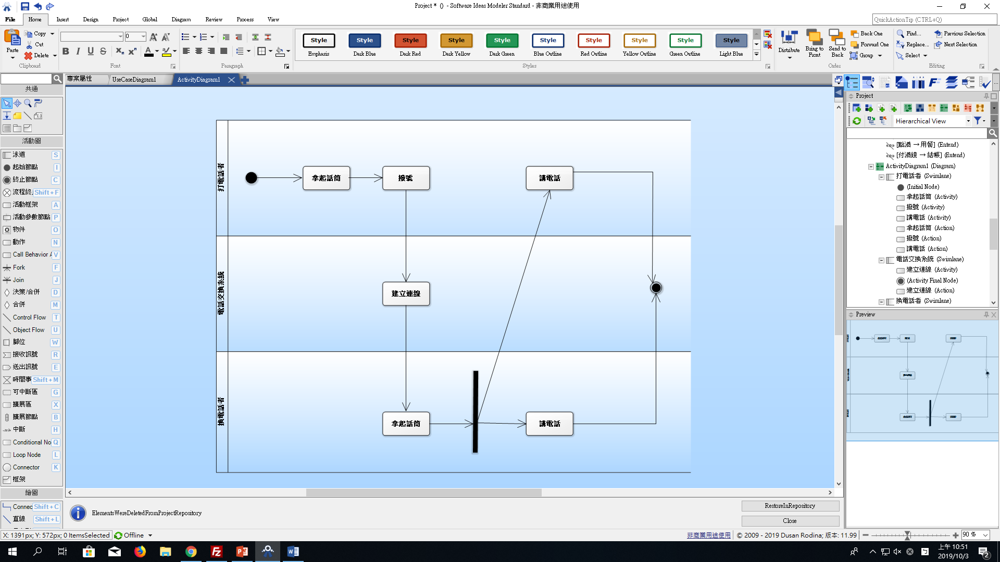 Project * () - Software Ideas Modeler Standard - 非商業用途使用
File Home Insert Design Project Global Diagram Review Process View
QuickActionTip (CTRL+Q)
Paste
Copy
Cut
Delete
Clipboard
0
B I U S
Font
Paragraph
Style Style Style Style Style Style Style Style Style Style
Emphasis Dark Blue Dark Red Dark Yellow Dark Green Blue Outline Red Outline Yellow Outline Green Outline Light Blue
Styles
Distribute
Bring to Front
Send to Back
Back One
Forward One
Group
Order
Find...
Replace...
Select
Previous Selection
Next Selection
Editing
專案屬性 UseCaseDiagram1 ActivityDiagram1
共通
活動圖
泳道 S
起始節點 I
終止節點 C
流程終 Shift+F
活動框架 A
活動參數節點 P
物件 O
動作 N
Call Behavior A V
Fork F
Join J
決策/合併 D
合併 M
Control Flow T
Object Flow U
腳位 W
接收訊號 R
送出訊號 E
時間事 Shift+M
可中斷區 G
擴展區 X
擴展節點 B
中斷 H
Conditional No Q
Loop Node L
Connector K
框架
繪圖
Connec Shift+C
直線 Shift+L
打電話者
拿起話筒
撥號
講電話
電話交換系統
建立連線
換電話者
拿起話筒
講電話
Project
Hierarchical View
[點酒 → 用餐] (Entend)
[付酒錢 → 結帳] (Entend)
ActivityDiagram1 (Diagram)
打電話者 (Swimlane)
(Initial Node)
拿起話筒 (Activity)
撥號 (Activity)
講電話 (Activity)
拿起話筒 (Action)
撥號 (Action)
講電話 (Action)
電話交換系統 (Swimlane)
建立連線 (Activity)
(Activity Final Node)
建立連線 (Action)
換電話者 (Swimlane)
Preview
ElementsWereDeletedFromProjectRepository
RestoreInRepository
Close
X: 1391px; Y: 572px; 0 ItemsSelected
Offline
非商業用途使用
© 2009 - 2019 Dusan Rodina; 版本: 11.99
90 %
上午 10:51
2019/10/3
2